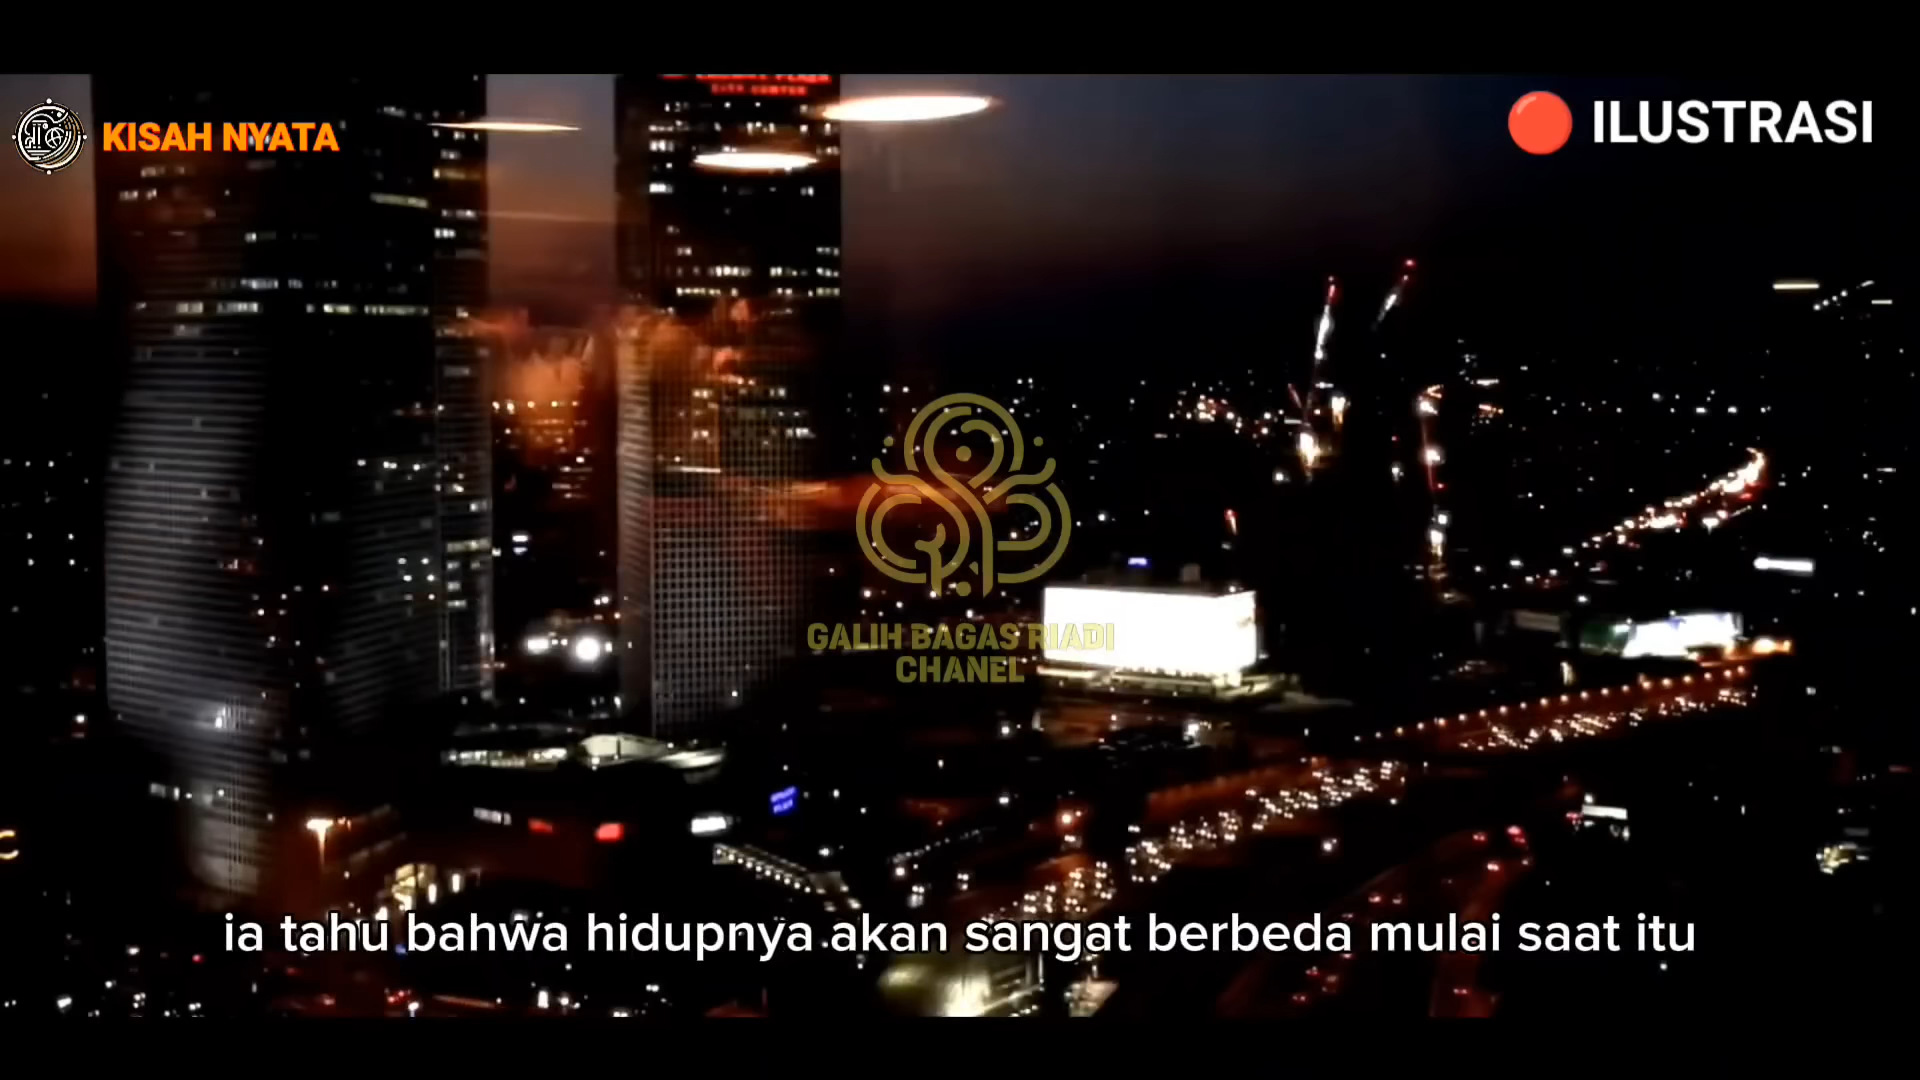 KISAH NYATA
ILUSTRASI
GALIH BAGAS RIADI
CHANEL
ia tahu bahwa hidupnya akan sangat berbeda mulai saat itu